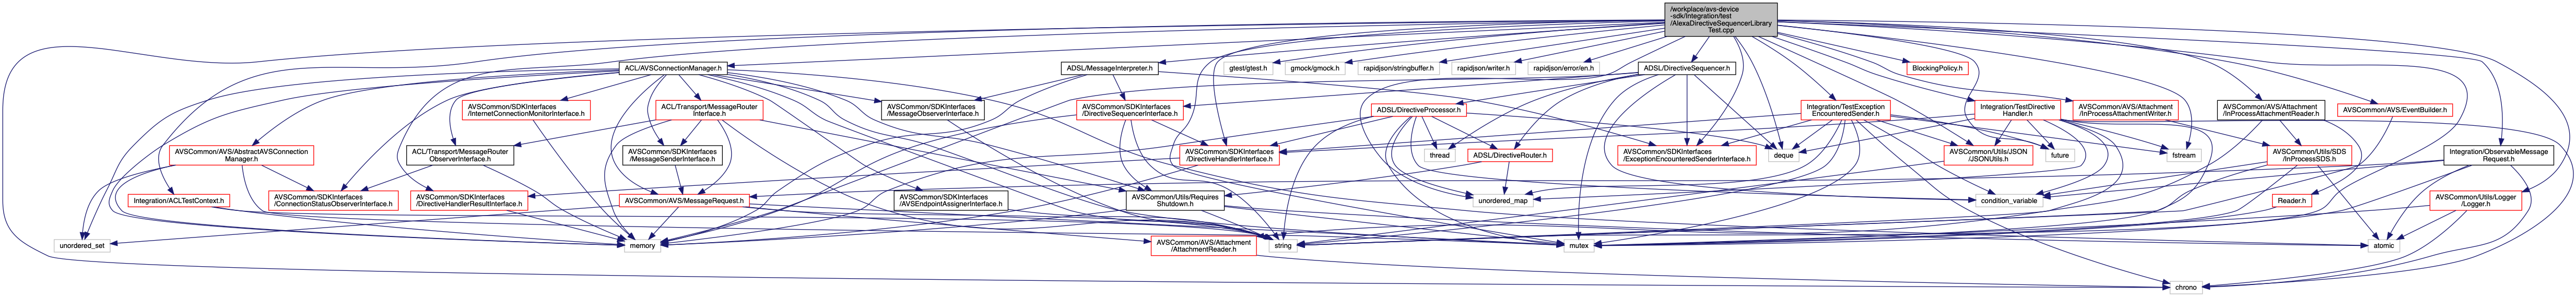 /workplace/avs-device
-sdk/Integration/test
/AlexaDirectiveSequencerLibrary
Test.cpp
ACL/AVSConnectionManager.h
ADSL/MessageInterpreter.h
gtest/gtest.h
gmock/gmock.h
rapidjson/stringbuffer.h
rapidjson/writer.h
rapidjson/error/en.h
ADSL/DirectiveSequencer.h
BlockingPolicy.h
AVSCommon/SDKInterfaces
/InternetConnectionMonitorInterface.h
ACL/Transport/MessageRouter
Interface.h
AVSCommon/SDKInterfaces
/MessageObserverInterface.h
AVSCommon/SDKInterfaces
/DirectiveSequencerInterface.h
ADSL/DirectiveProcessor.h
Integration/TestException
EncounteredSender.h
Integration/TestDirective
Handler.h
AVSCommon/AVS/Attachment
/InProcessAttachmentWriter.h
AVSCommon/AVS/Attachment
/InProcessAttachmentReader.h
AVSCommon/AVS/EventBuilder.h
AVSCommon/AVS/AbstractAVSConnection
Manager.h
ACL/Transport/MessageRouter
ObserverInterface.h
AVSCommon/SDKInterfaces
/MessageSenderInterface.h
AVSCommon/SDKInterfaces
/DirectiveHandlerInterface.h
thread
ADSL/DirectiveRouter.h
AVSCommon/SDKInterfaces
/ExceptionEncounteredSenderInterface.h
deque
AVSCommon/Utils/JSON
/JSONUtils.h
future
fstream
AVSCommon/Utils/SDS
/InProcessSDS.h
Integration/ObservableMessage
Request.h
Integration/ACLTestContext.h
AVSCommon/SDKInterfaces
/ConnectionStatusObserverInterface.h
AVSCommon/SDKInterfaces
/DirectiveHandlerResultInterface.h
AVSCommon/AVS/MessageRequest.h
AVSCommon/SDKInterfaces
/AVSEndpointAssignerInterface.h
AVSCommon/Utils/Requires
Shutdown.h
unordered_map
condition_variable
Reader.h
AVSCommon/Utils/Logger
/Logger.h
unordered_set
memory
AVSCommon/AVS/Attachment
/AttachmentReader.h
string
mutex
atomic
chrono